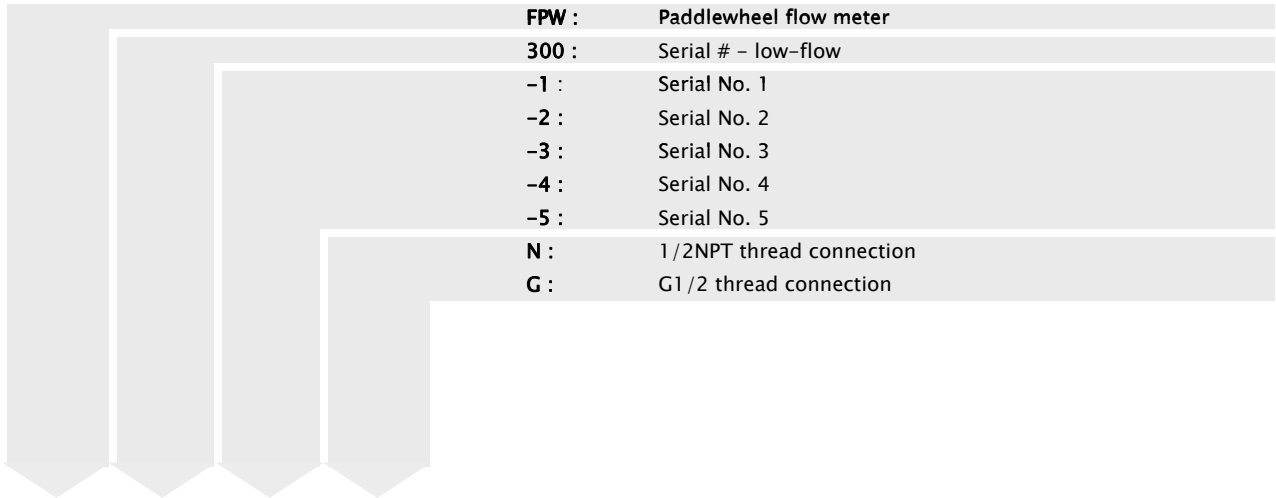 FPW : Paddlewheel flow meter
300 : Serial # - low-flow
-1 : Serial No. 1
-2 : Serial No. 2
-3 : Serial No. 3
-4 : Serial No. 4
-5 : Serial No. 5
N : 1/2NPT thread connection
G : G1/2 thread connection